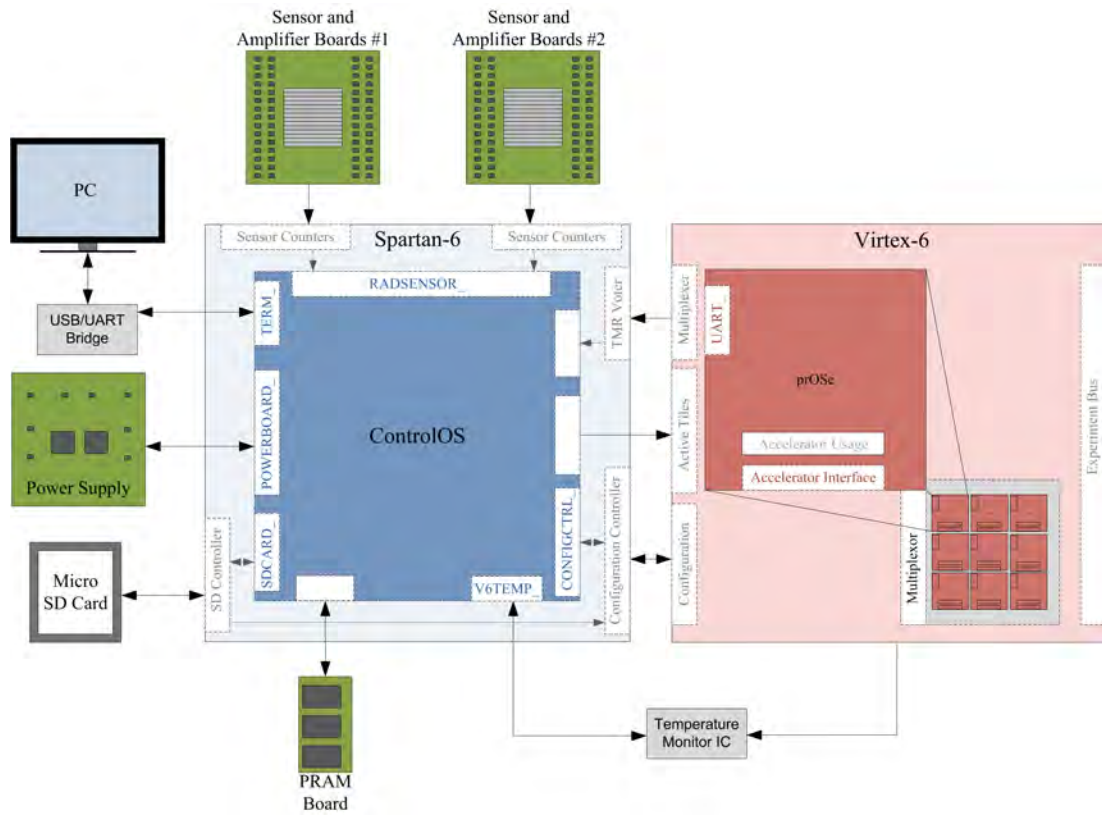 Sensor and
Amplifier Boards #1
Sensor and
Amplifier Boards #2
PC
USB/UART
Bridge
Power Supply
Micro
SD Card
Sensor Counters
Spartan-6
Sensor Counters
RADSENSOR_
TERM_
POWERBOARD_
SDCARD_
SD Controller
ControlOS
V6TEMP_
CONFIGCTRL_
TMR Voter
Configuration Controller
Virtex-6
Multiplexer
Active Tiles
Configuration
UART_
prOSe
Accelerator Usage
Accelerator Interface
Multiplexor
Experiment Bus
PRAM
Board
Temperature
Monitor IC